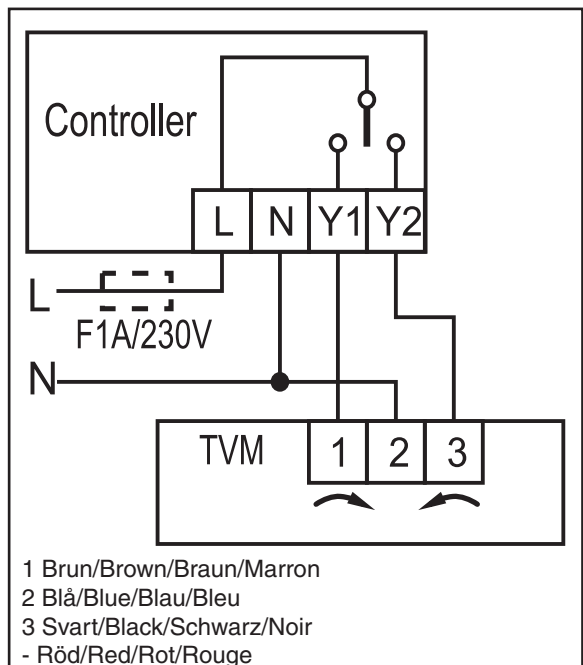 Controller
L N Y1 Y2
L
F1A/230V
N
TVM 1 2 3
1 Brun/Brown/Braun/Marron
2 Blå/Blue/Blau/Bleu
3 Svart/Black/Schwarz/Noir
- Röd/Red/Rot/Rouge